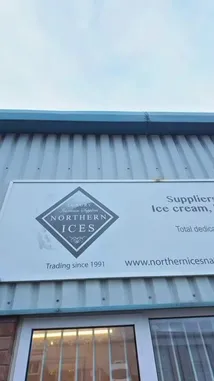 NORTHERN
ICES
Trading since 1991
Supplier
Ice cream,
Total dedic
www.northernicesna